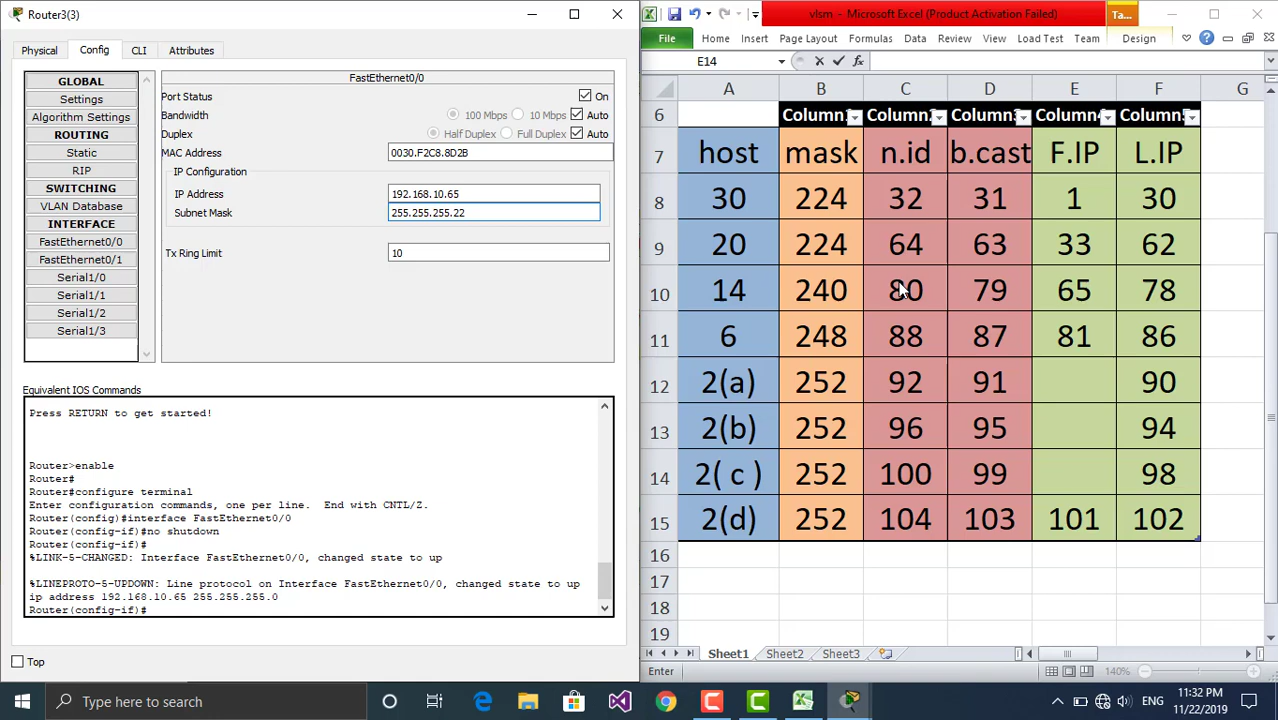 Router3(3)
Physical Config CLI Attributes
GLOBAL
Settings
Algorithm Settings
ROUTING
Static
RIP
SWITCHING
VLAN Database
INTERFACE
FastEthernet0/0
FastEthernet0/1
Serial1/0
Serial1/1
Serial1/2
Serial1/3
FastEthernet0/0
Port Status On
Bandwidth 100 Mbps 10 Mbps Auto
Duplex Half Duplex Full Duplex Auto
MAC Address 0030.F2C8.8D2B
IP Configuration
IP Address 192.168.10.65
Subnet Mask 255.255.255.22
Tx Ring Limit 10
Equivalent IOS Commands
Press RETURN to get started!
Router>enable
Router#
Router#configure terminal
Enter configuration commands, one per line. End with CNTL/Z.
Router(config)#interface FastEthernet0/0
Router(config-if)#no shutdown
Router(config-if)#
%LINK-5-CHANGED: Interface FastEthernet0/0, changed state to up
%LINEPROTO-5-UPDOWN: Line protocol on Interface FastEthernet0/0, changed state to up
ip address 192.168.10.65 255.255.255.0
Router(config-if)#
Top
vlsm - Microsoft Excel (Product Activation Failed) Ta...
File Home Insert Page Layout Formulas Data Review View Load Test Team Design
E14 fx
A B C D E F G
6 Column Column Column Column Column
7 host mask n.id b.cast F.IP L.IP
8 30 224 32 31 1 30
9 20 224 64 63 33 62
10 14 240 80 79 65 78
11 6 248 88 87 81 86
12 2(a) 252 92 91 90
13 2(b) 252 96 95 94
14 2( c ) 252 100 99 98
15 2(d) 252 104 103 101 102
16
17
18
19
Sheet1 Sheet2 Sheet3
Enter 140%
Type here to search
ENG 11:32 PM
11/22/2019